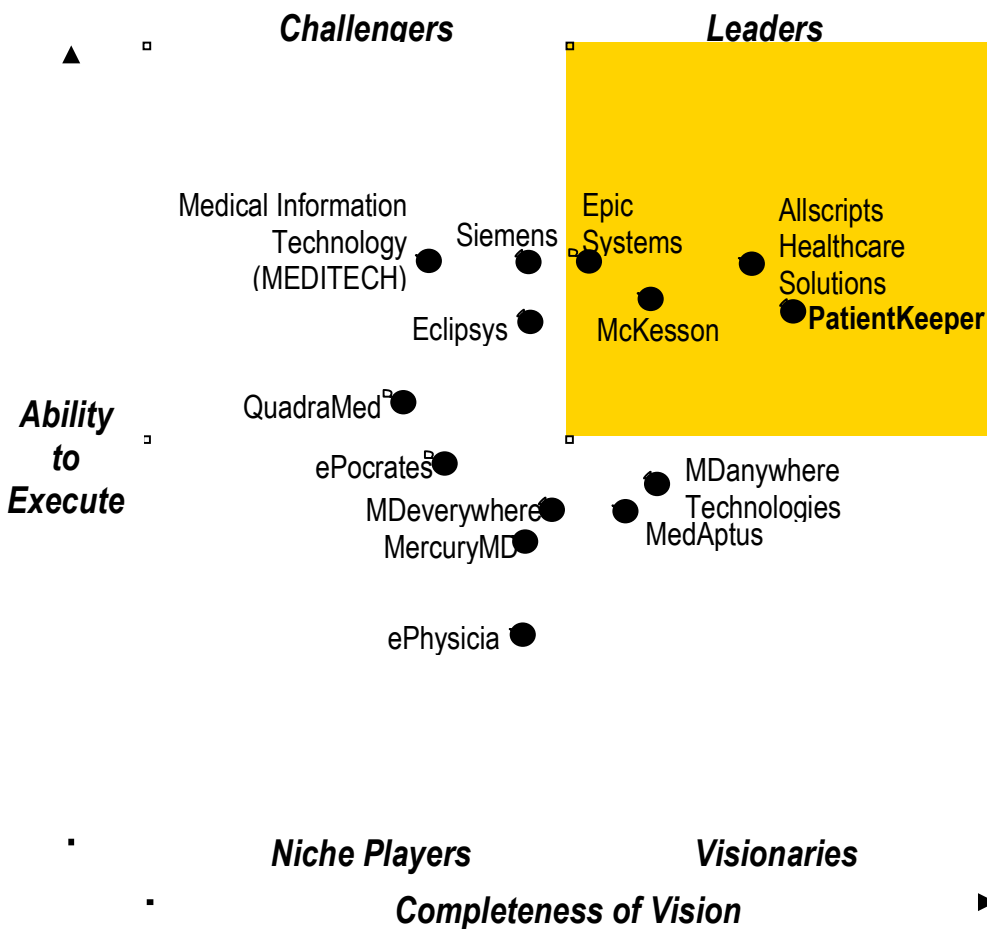 Challengers
Leaders
Medical Information
Technology
(MEDITECH)
Siemens
Epic
Systems
Allscripts
Healthcare
Solutions
PatientKeeper
McKesson
Eclipsys
QuadraMed
Ability
to
Execute
ePocrates
MDanywhere
Technologies
MDeverywhere
MedAptus
MercuryMD
ePhysicia
Niche Players
Visionaries
Completeness of Vision